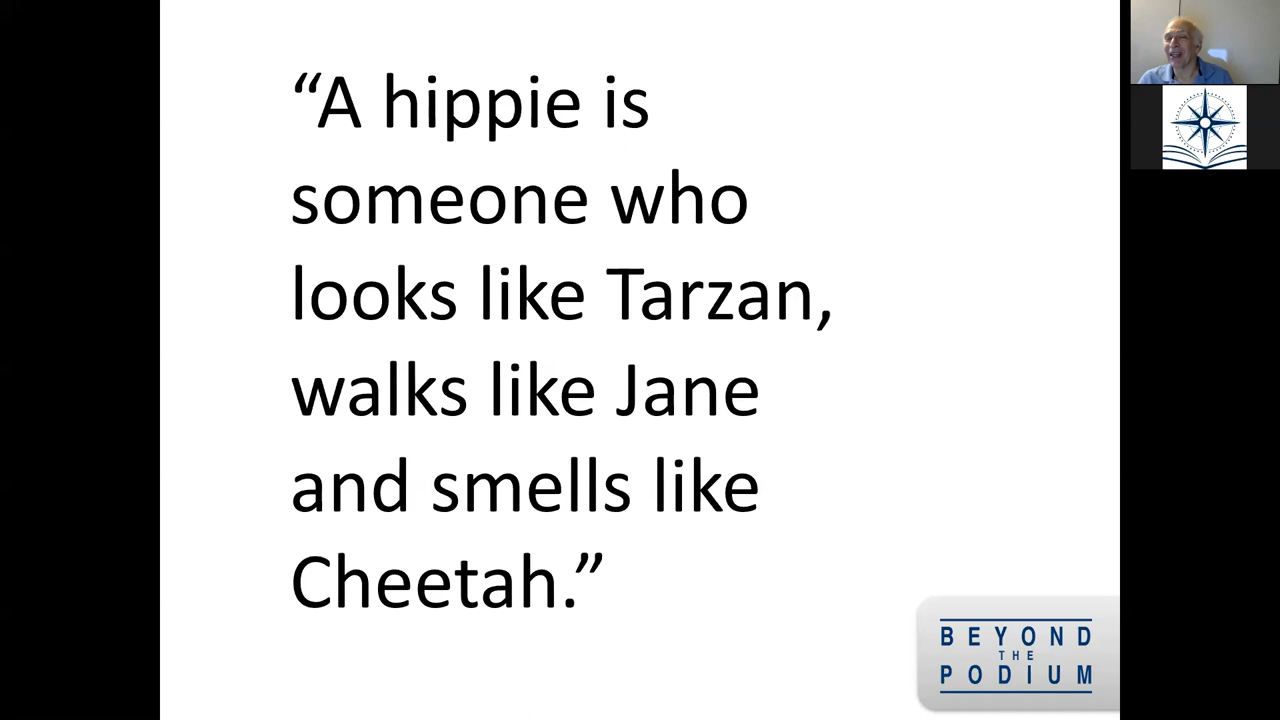 “A hippie is
someone who
looks like Tarzan,
walks like Jane
and smells like
Cheetah.”
BEYOND
THE
PODIUM